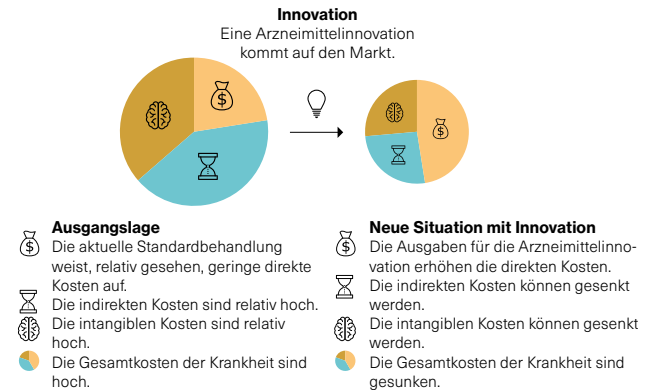 Innovation
Eine Arzneimittelinnovation
kommt auf den Markt.
Ausgangslage
Die aktuelle Standardbehandlung
weist, relativ gesehen, geringe direkte
Kosten auf.
Die indirekten Kosten sind relativ hoch.
Die intangiblen Kosten sind relativ
hoch.
Die Gesamtkosten der Krankheit sind
hoch.
Neue Situation mit Innovation
Die Ausgaben für die Arzneimittelinno-
vation erhöhen die direkten Kosten.
Die indirekten Kosten können gesenkt
werden.
Die intangiblen Kosten können gesenkt
werden.
Die Gesamtkosten der Krankheit sind
gesunken.